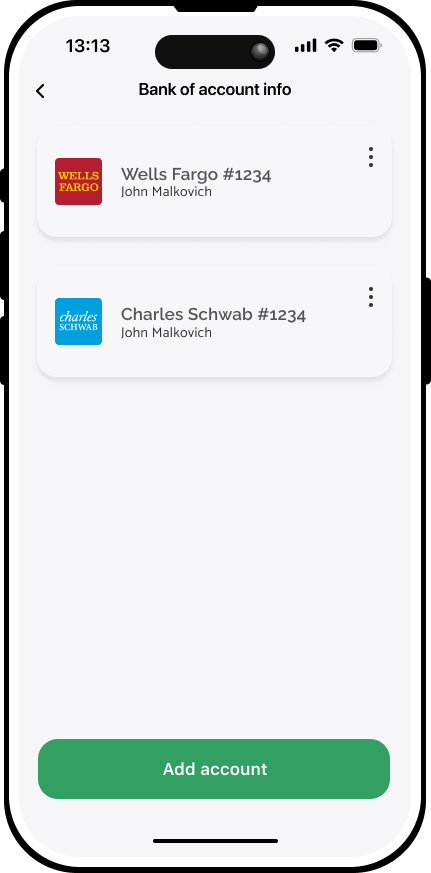 13:13
Bank of account info
WELLS
FARGO
Wells Fargo #1234
John Malkovich
charles
SCHWAB
Charles Schwab #1234
John Malkovich
Add account